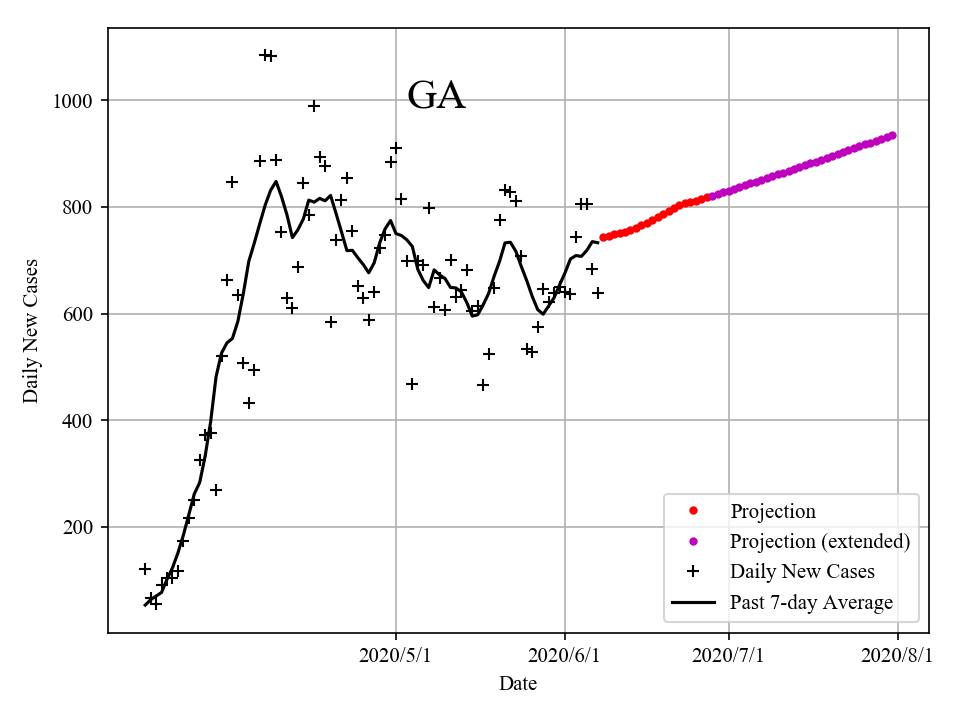 GA
1000
800
600
400
200
Daily New Cases
Projection
Projection (extended)
Daily New Cases
Past 7-day Average
2020/5/1 2020/6/1 2020/7/1 2020/8/1
Date